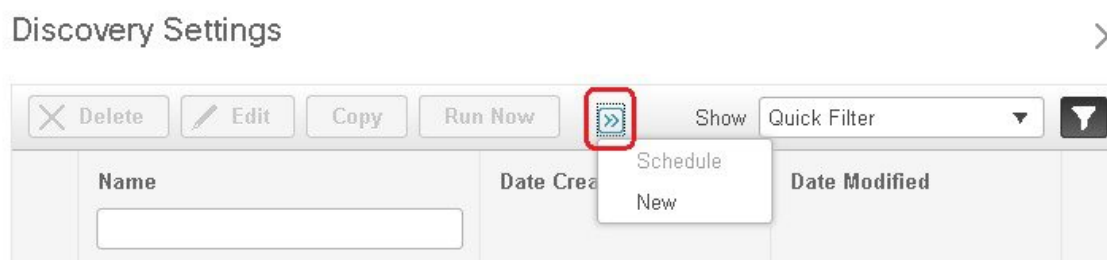 Discovery Settings
Delete Edit Copy Run Now Show Quick Filter
Schedule
Name Date Crea Date Modified
New